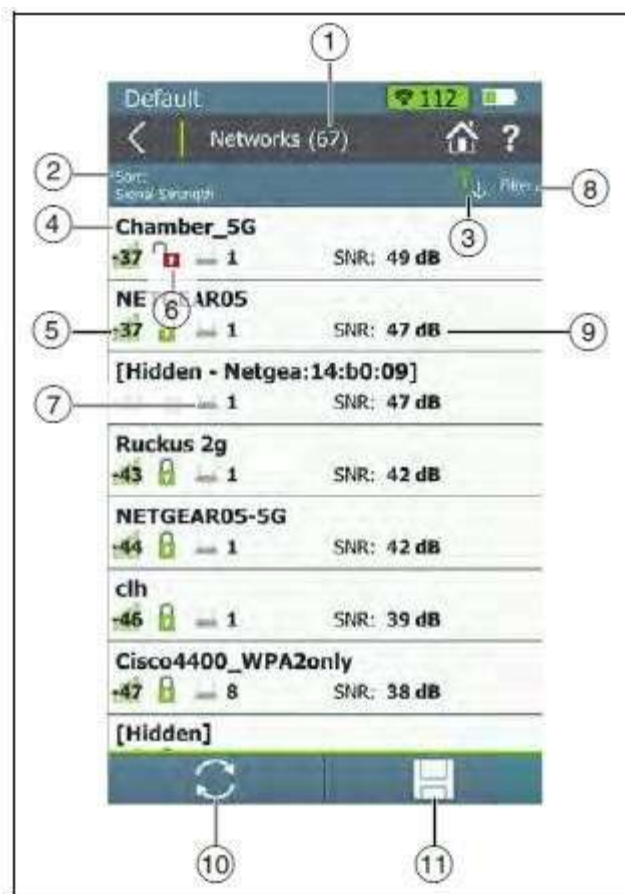 1
Default
112
Networks (67)
?
2
Sort:
Signal Strength
Filter
8
3
4
Chamber_5G
-37
1
SNR: 49 dB
6
NETGEAR05
5
-37
1
SNR: 47 dB
9
[Hidden - Netgea:14:b0:09]
7
1
SNR: 47 dB
Ruckus 2g
-43
1
SNR: 42 dB
NETGEAR05-5G
-44
1
SNR: 42 dB
clh
-46
1
SNR: 39 dB
Cisco4400_WPA2only
-47
8
SNR: 38 dB
[Hidden]
10
11